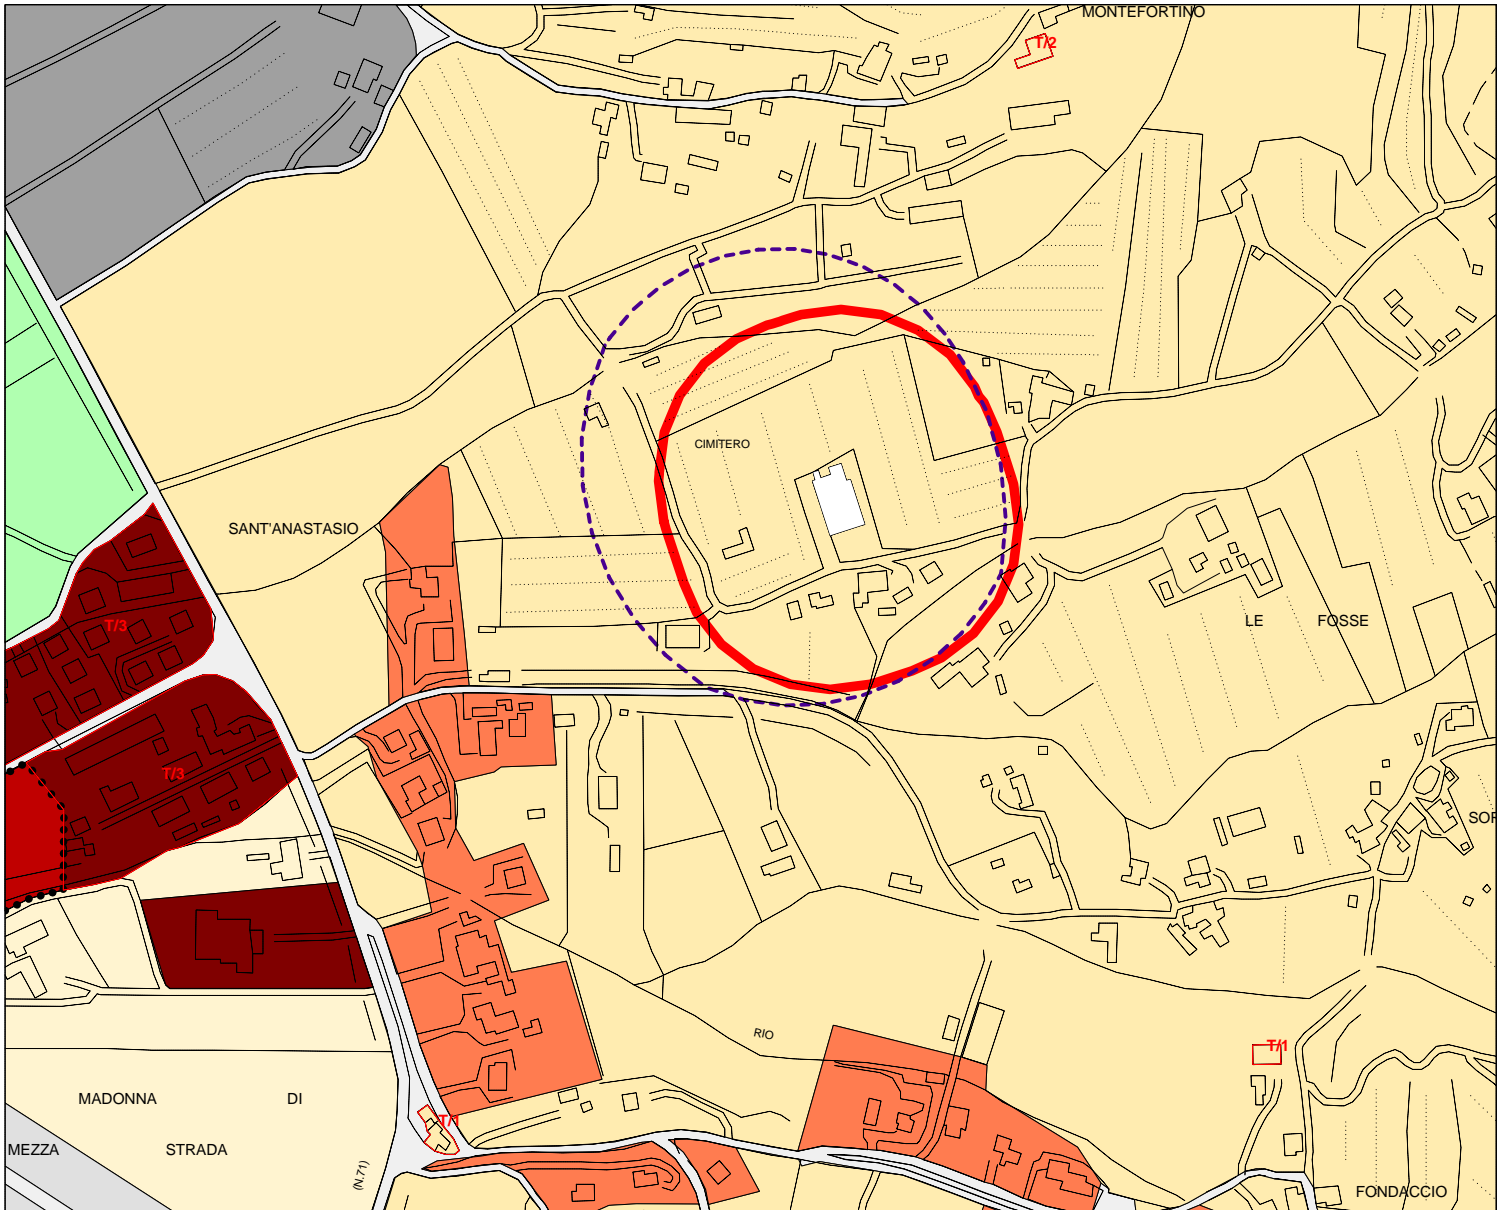 MONTEFORTINO
T/2
CIMITERO
SANT'ANASTASIO
T/3
LE FOSSE
T/3
SOF
RIO
T/1
MADONNA DI
T/1
MEZZA STRADA
(N.71)
FONDACCIO